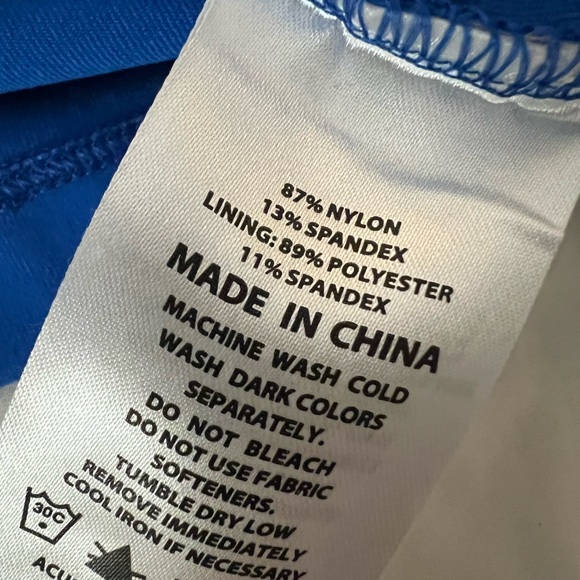 87% NYLON
13% SPANDEX
LINING: 89% POLYESTER
11% SPANDEX
MADE IN CHINA
MACHINE WASH COLD
WASH DARK COLORS
SEPARATELY.
DO NOT BLEACH
DO NOT USE FABRIC
SOFTENERS.
TUMBLE DRY LOW
REMOVE IMMEDIATELY
COOL IRON IF NECESSARY
30C